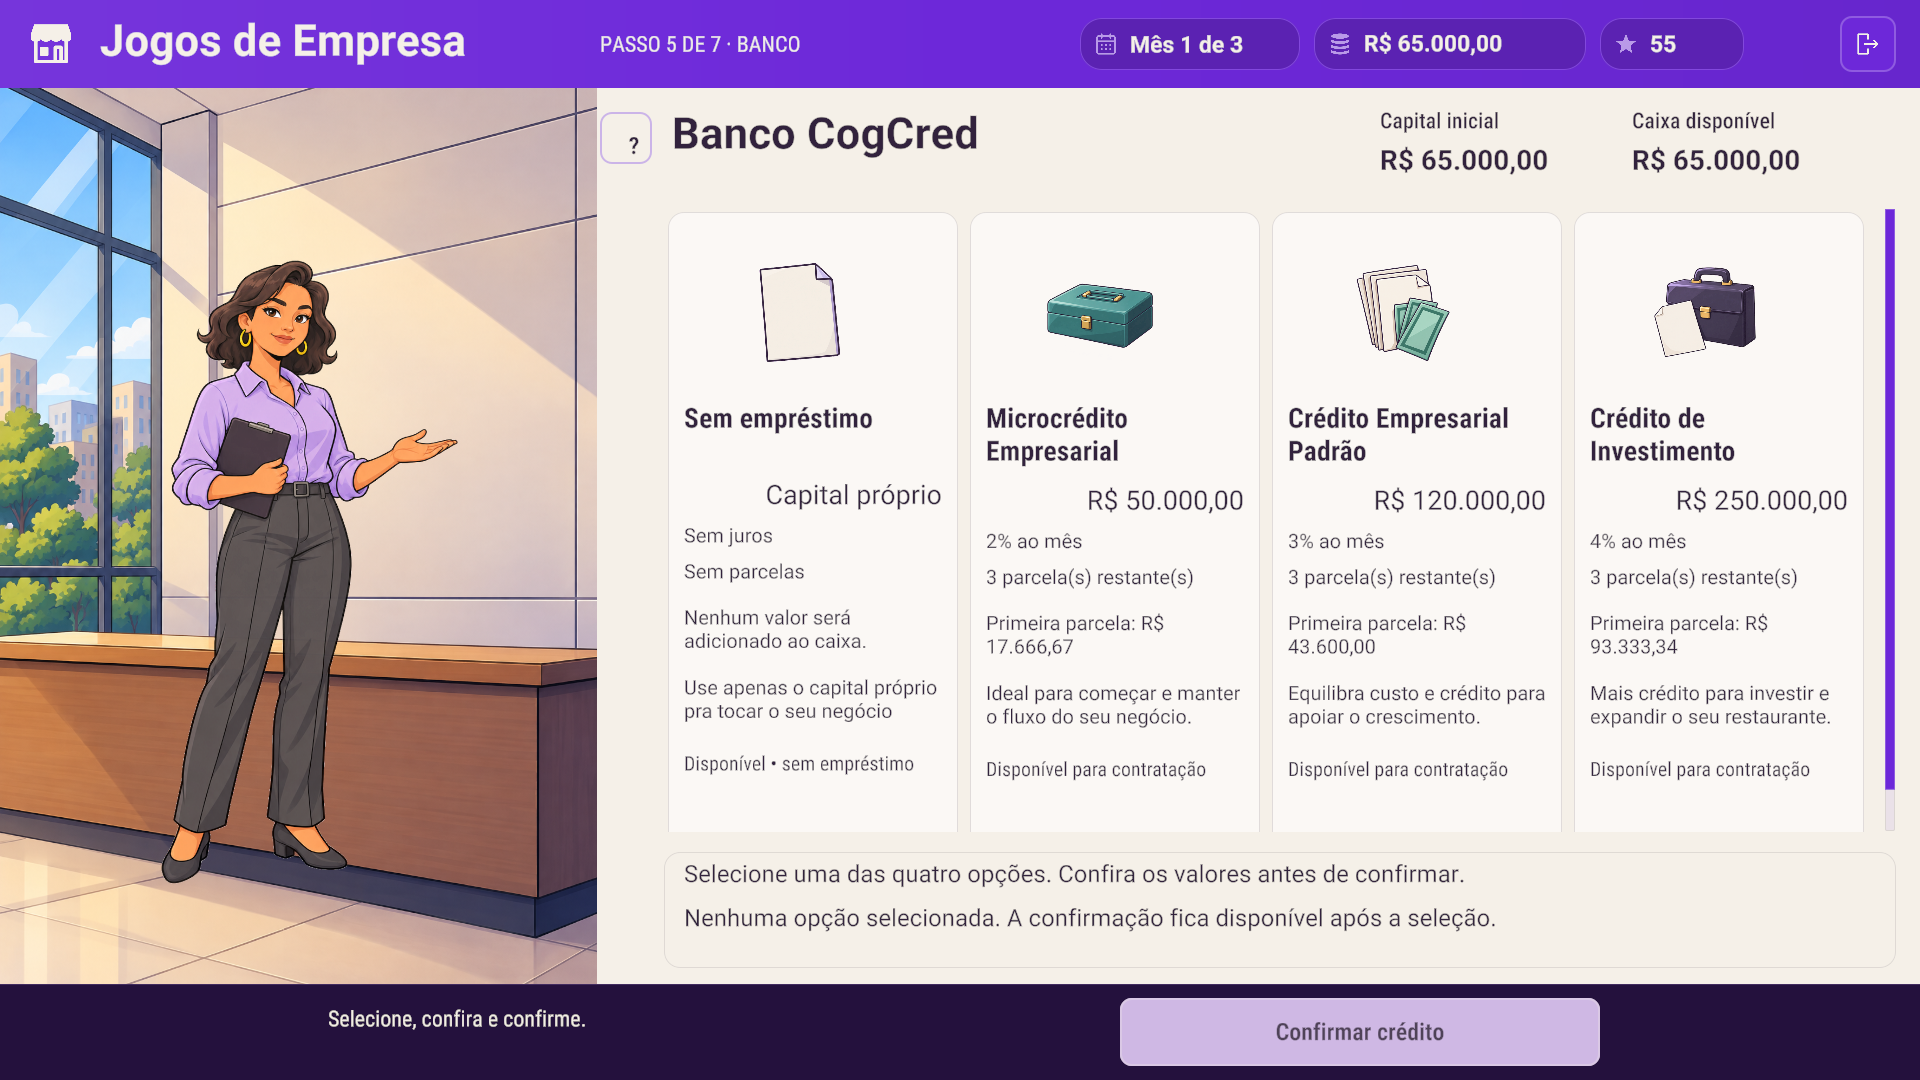 Jogos de Empresa
PASSO 5 DE 7 · BANCO
Mês 1 de 3
R$ 65.000,00
55
?
Banco CogCred
Capital inicial
R$ 65.000,00
Caixa disponível
R$ 65.000,00
Sem empréstimo
Capital próprio
Sem juros
Sem parcelas
Nenhum valor será
adicionado ao caixa.
Use apenas o capital próprio
pra tocar o seu negócio
Disponível • sem empréstimo
Microcrédito
Empresarial
R$ 50.000,00
2% ao mês
3 parcela(s) restante(s)
Primeira parcela: R$
17.666,67
Ideal para começar e manter
o fluxo do seu negócio.
Disponível para contratação
Crédito Empresarial
Padrão
R$ 120.000,00
3% ao mês
3 parcela(s) restante(s)
Primeira parcela: R$
43.600,00
Equilibra custo e crédito para
apoiar o crescimento.
Disponível para contratação
Crédito de
Investimento
R$ 250.000,00
4% ao mês
3 parcela(s) restante(s)
Primeira parcela: R$
93.333,34
Mais crédito para investir e
expandir o seu restaurante.
Disponível para contratação
Selecione uma das quatro opções. Confira os valores antes de confirmar.
Nenhuma opção selecionada. A confirmação fica disponível após a seleção.
Selecione, confira e confirme.
Confirmar crédito